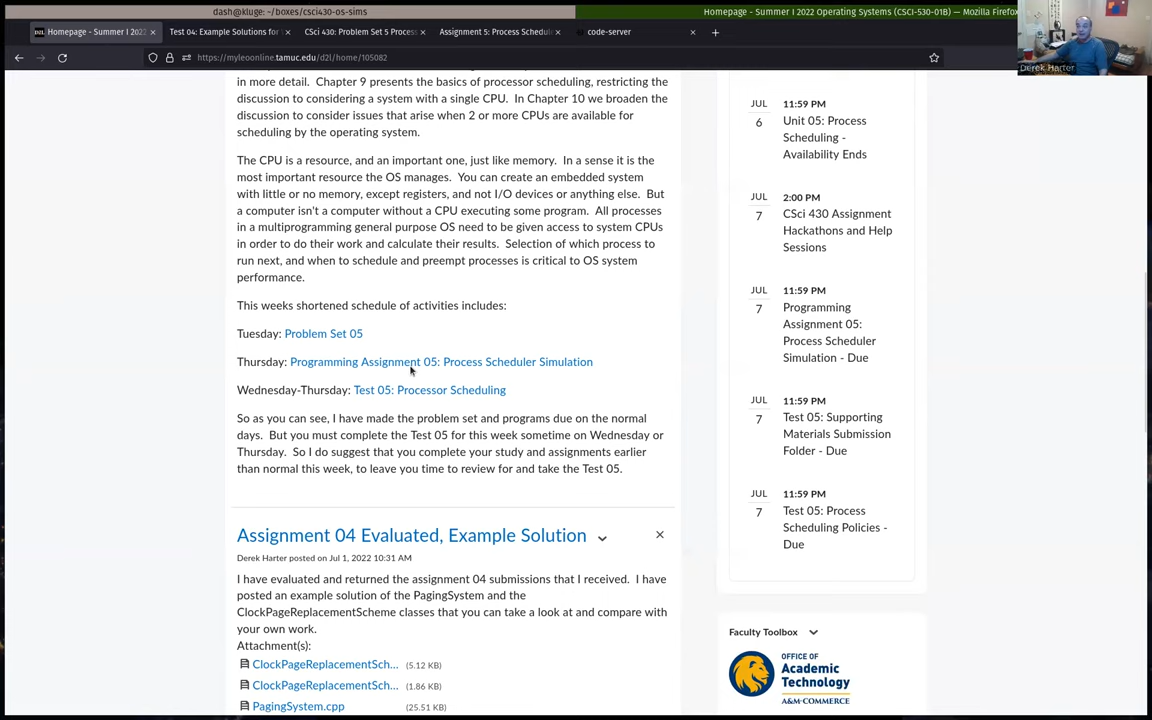 dash@kluge: ~/boxes/csci430-os-sims
Homepage - Summer I 2022 Operating Systems (CSCI-530-01B) — Mozilla Firefox
Homepage - Summer I 2022
Test 04: Example Solutions for
CSci 430: Problem Set 5 Process
Assignment 5: Process Schedul
code-server
https://myleoonline.tamuc.edu/d2l/home/105082
Derek Harter
in more detail. Chapter 9 presents the basics of processor scheduling, restricting the
discussion to considering a system with a single CPU. In Chapter 10 we broaden the
discussion to consider issues that arise when 2 or more CPUs are available for
scheduling by the operating system.
The CPU is a resource, and an important one, just like memory. In a sense it is the
most important resource the OS manages. You can create an embedded system
with little or no memory, except registers, and not I/O devices or anything else. But
a computer isn't a computer without a CPU executing some program. All processes
in a multiprogramming general purpose OS need to be given access to system CPUs
in order to do their work and calculate their results. Selection of which process to
run next, and when to schedule and preempt processes is critical to OS system
performance.
This weeks shortened schedule of activities includes:
Tuesday: Problem Set 05
Thursday: Programming Assignment 05: Process Scheduler Simulation
Wednesday-Thursday: Test 05: Processor Scheduling
So as you can see, I have made the problem set and programs due on the normal
days. But you must complete the Test 05 for this week sometime on Wednesday or
Thursday. So I do suggest that you complete your study and assignments earlier
than normal this week, to leave you time to review for and take the Test 05.
Assignment 04 Evaluated, Example Solution
Derek Harter posted on Jul 1, 2022 10:31 AM
I have evaluated and returned the assignment 04 submissions that I received. I have
posted an example solution of the PagingSystem and the
ClockPageReplacementScheme classes that you can take a look at and compare with
your own work.
Attachment(s):
ClockPageReplacementSch... (5.12 KB)
ClockPageReplacementSch... (1.86 KB)
PagingSystem.cpp (25.51 KB)
JUL 11:59 PM
6 Unit 05: Process
Scheduling -
Availability Ends
JUL 2:00 PM
7 CSci 430 Assignment
Hackathons and Help
Sessions
JUL 11:59 PM
7 Programming
Assignment 05:
Process Scheduler
Simulation - Due
JUL 11:59 PM
7 Test 05: Supporting
Materials Submission
Folder - Due
JUL 11:59 PM
7 Test 05: Process
Scheduling Policies -
Due
Faculty Toolbox
OFFICE OF
Academic
Technology
A&M-COMMERCE